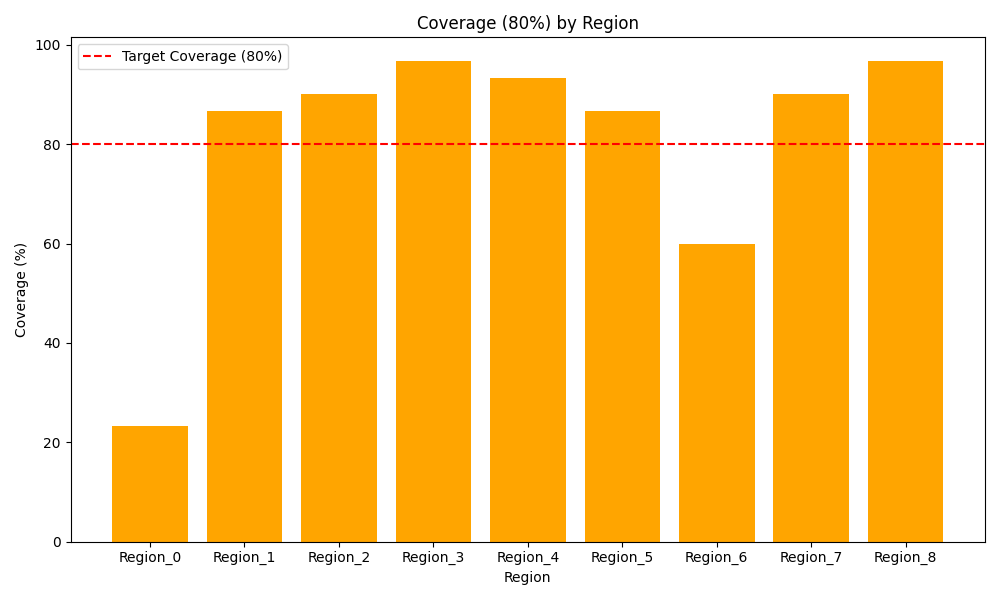 Coverage (80%) by Region
Target Coverage (80%)
100
80
60
40
20
0
Coverage (%)
Region_0 Region_1 Region_2 Region_3 Region_4 Region_5 Region_6 Region_7 Region_8
Region